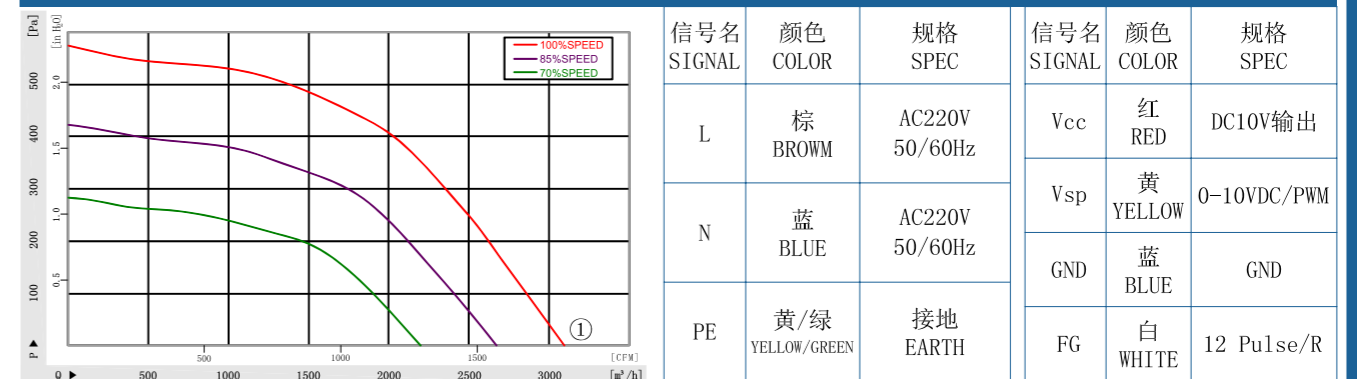 [Pa]
[in H₂O]
500
400
300
200
100
P ▲
2.0
1.5
1.0
0.5
100%SPEED
85%SPEED
70%SPEED
①
500
1000
1500
[CFM]
Q ▶
500
1000
1500
2000
2500
3000
[m³/h]
信号名 颜色 规格
SIGNAL COLOR SPEC
L
棕
BROWM
AC220V
50/60Hz
N
蓝
BLUE
AC220V
50/60Hz
PE
黄/绿
YELLOW/GREEN
接地
EARTH
信号名 颜色 规格
SIGNAL COLOR SPEC
Vcc
红
RED
DC10V输出
Vsp
黄
YELLOW
0-10VDC/PWM
GND
蓝
BLUE
GND
FG
白
WHITE
12 Pulse/R